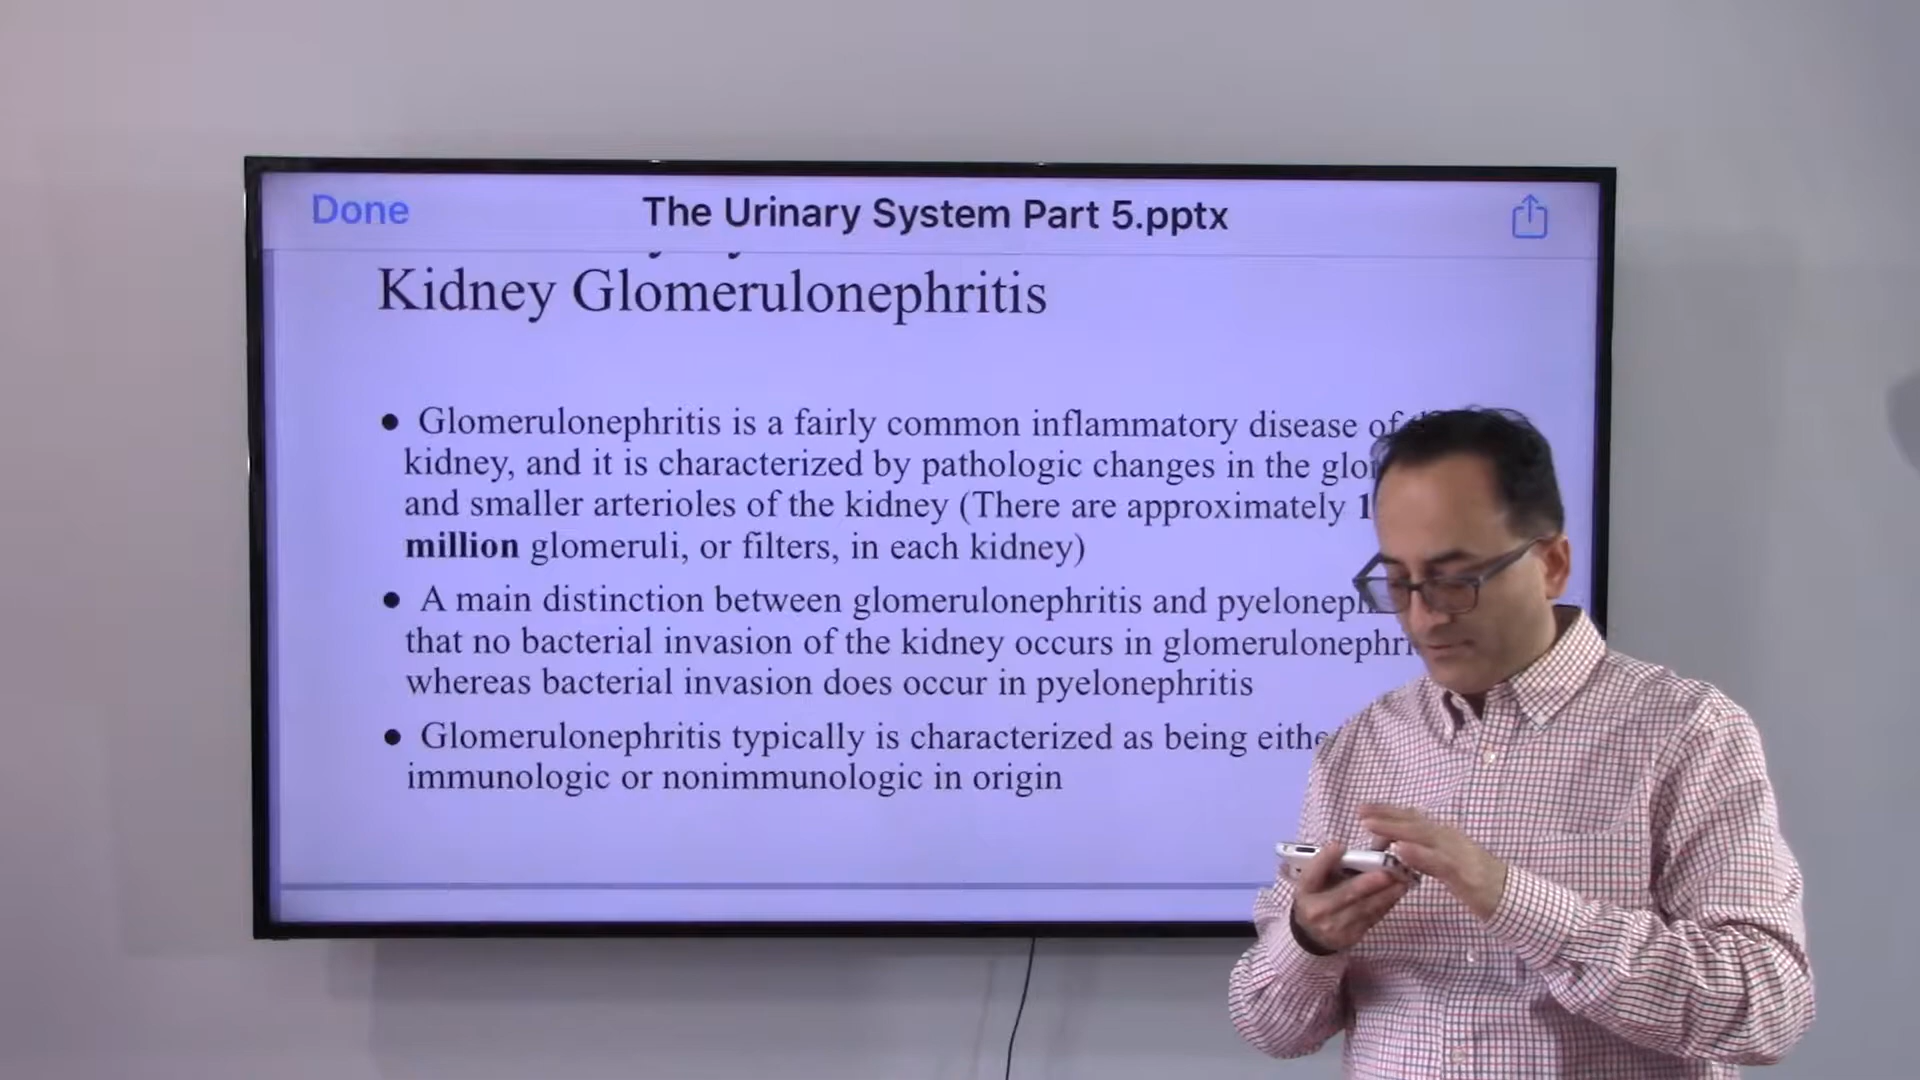 Done
The Urinary System Part 5.pptx
Kidney Glomerulonephritis
● Glomerulonephritis is a fairly common inflammatory disease of
kidney, and it is characterized by pathologic changes in the
and smaller arterioles of the kidney (There are approximately 1
million glomeruli, or filters, in each kidney)
● A main distinction between glomerulonephritis and
that no bacterial invasion of the kidney occurs in
whereas bacterial invasion does occur in pyelonephritis
● Glomerulonephritis typically is characterized as being
immunologic or nonimmunologic in origin